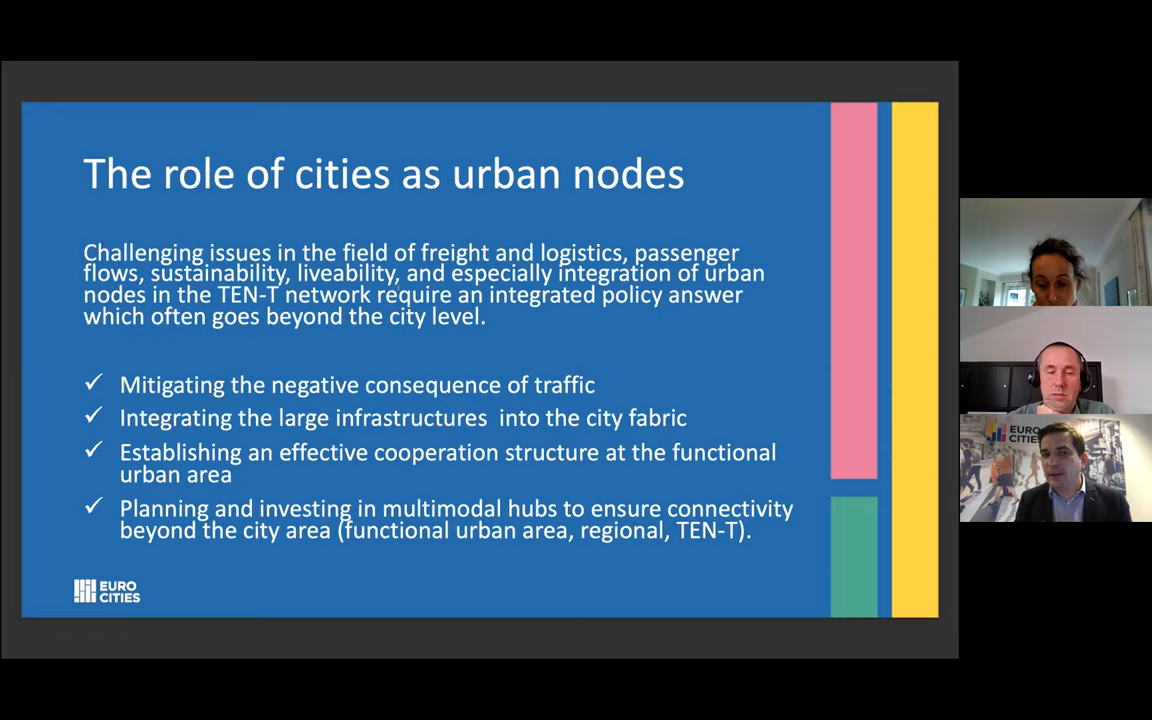 The role of cities as urban nodes
Challenging issues in the field of freight and logistics, passenger
flows, sustainability, liveability, and especially integration of urban
nodes in the TEN-T network require an integrated policy answer
which often goes beyond the city level.
✓ Mitigating the negative consequence of traffic
✓ Integrating the large infrastructures into the city fabric
✓ Establishing an effective cooperation structure at the functional
urban area
✓ Planning and investing in multimodal hubs to ensure connectivity
beyond the city area (functional urban area, regional, TEN-T).
EURO
CITIES
EURO
CITIES